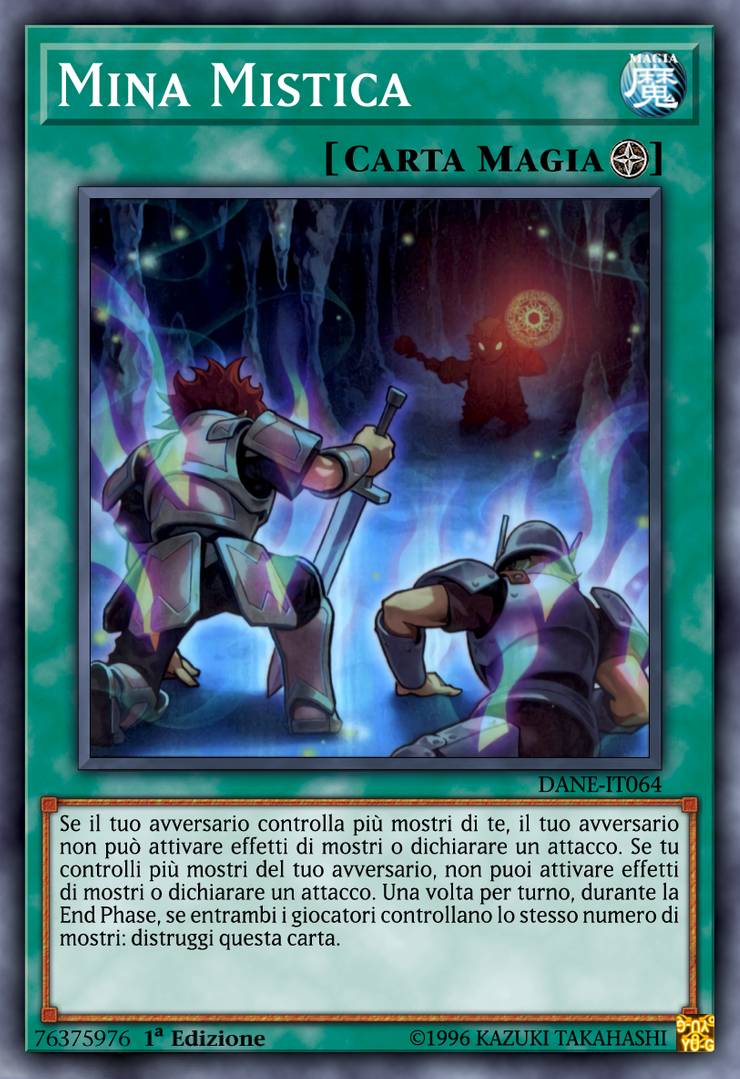 Mina Mistica
MAGIA
魔
[Carta Magia]
DANE-IT064
Se il tuo avversario controlla più mostri di te, il tuo avversario
non può attivare effetti di mostri o dichiarare un attacco. Se tu
controlli più mostri del tuo avversario, non puoi attivare effetti
di mostri o dichiarare un attacco. Una volta per turno, durante la
End Phase, se entrambi i giocatori controllano lo stesso numero di
mostri: distruggi questa carta.
76375976 1ª Edizione ©1996 KAZUKI TAKAHASHI